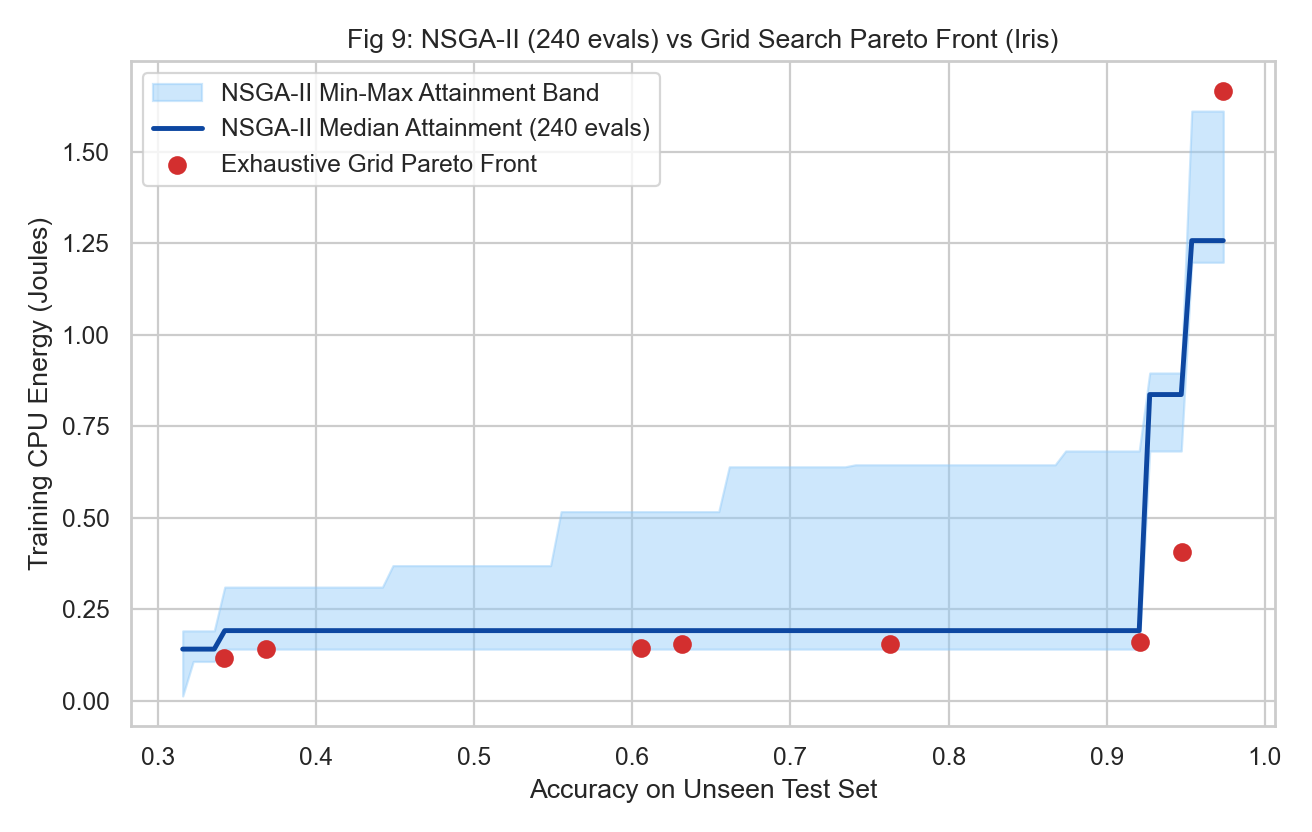 Fig 9: NSGA-II (240 evals) vs Grid Search Pareto Front (Iris)
NSGA-II Min-Max Attainment Band
NSGA-II Median Attainment (240 evals)
Exhaustive Grid Pareto Front
Training CPU Energy (Joules)
1.50
1.25
1.00
0.75
0.50
0.25
0.00
0.3 0.4 0.5 0.6 0.7 0.8 0.9 1.0
Accuracy on Unseen Test Set